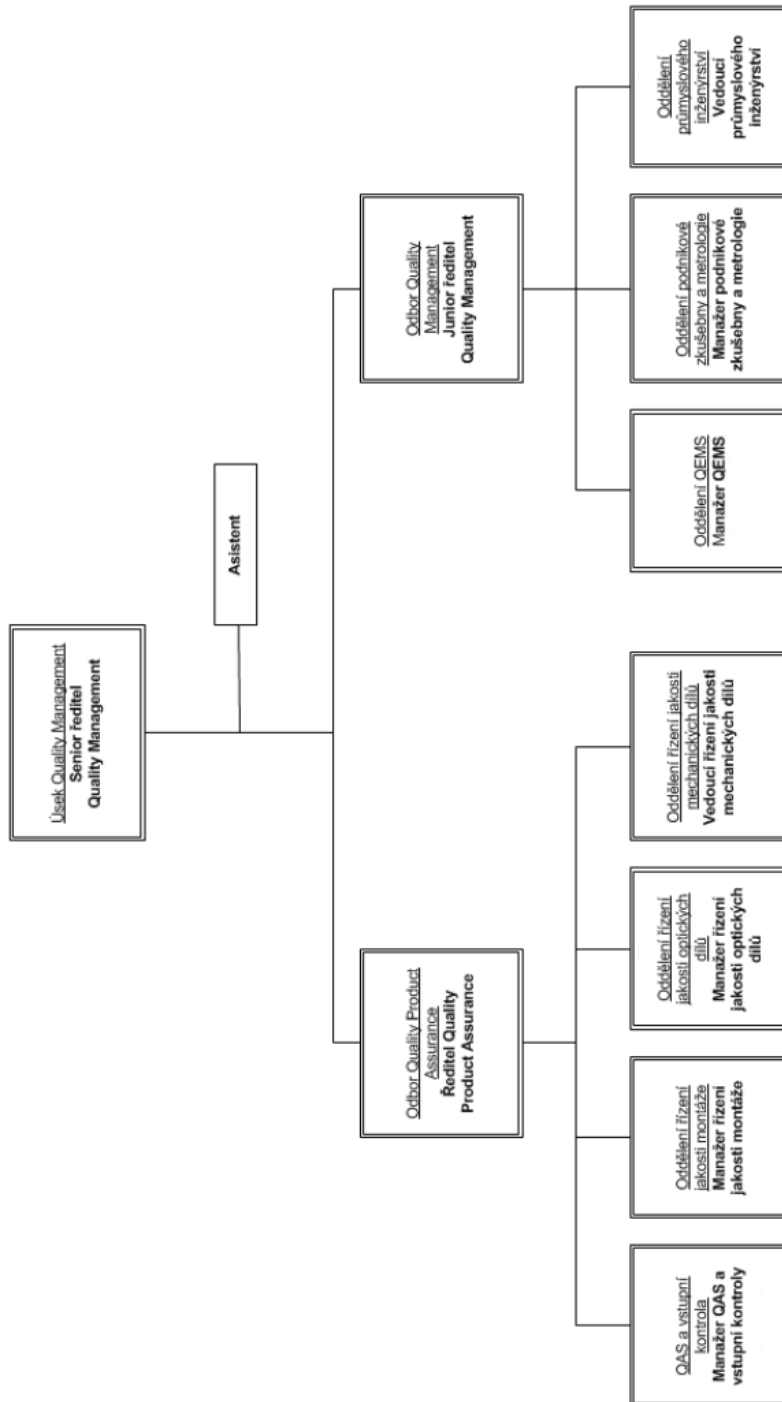 Úsek Quality Management
Senior ředitel
Quality Management
Asistent
Odbor Quality Product
Assurance
Ředitel Quality
Product Assurance
Odbor Quality
Management
Junior ředitel
Quality Management
QAS a vstupní
kontrola
Manažer QAS a
vstupní kontroly
Oddělení řízení
jakosti montáže
Manažer řízení
jakosti montáže
Oddělení řízení
jakosti optických
dílů
Manažer řízení
jakosti optických
dílů
Oddělení řízení jakosti
mechanických dílů
Vedoucí řízení jakosti
mechanických dílů
Oddělení QEMS
Manažer QEMS
Oddělení podnikové
zkušebny a metrologie
Manažer podnikové
zkušebny a metrologie
Oddělení
průmyslového
inženýrství
Vedoucí
průmyslového
inženýrství